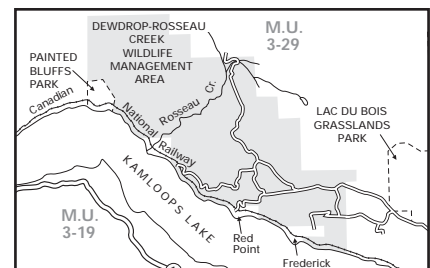 DEWDROP-ROSSEAU
CREEK
WILDLIFE
MANAGEMENT
AREA
M.U.
3-29
PAINTED
BLUFFS
PARK
Canadian National Railway
Rosseau Cr.
LAC DU BOIS
GRASSLANDS
PARK
KAMLOOPS LAKE
M.U.
3-19
Red
Point
Frederick